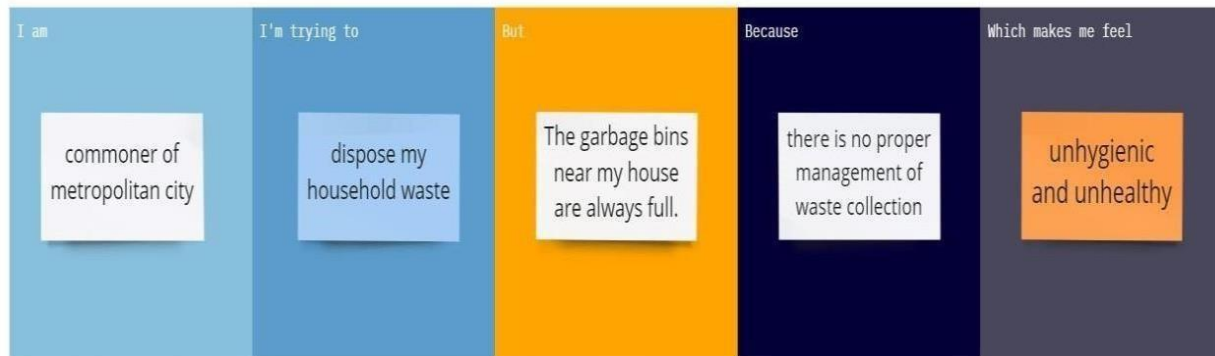 I am
commoner of
metropolitan city
I'm trying to
dispose my
household waste
But
The garbage bins
near my house
are always full.
Because
there is no proper
management of
waste collection
Which makes me feel
unhygienic
and unhealthy